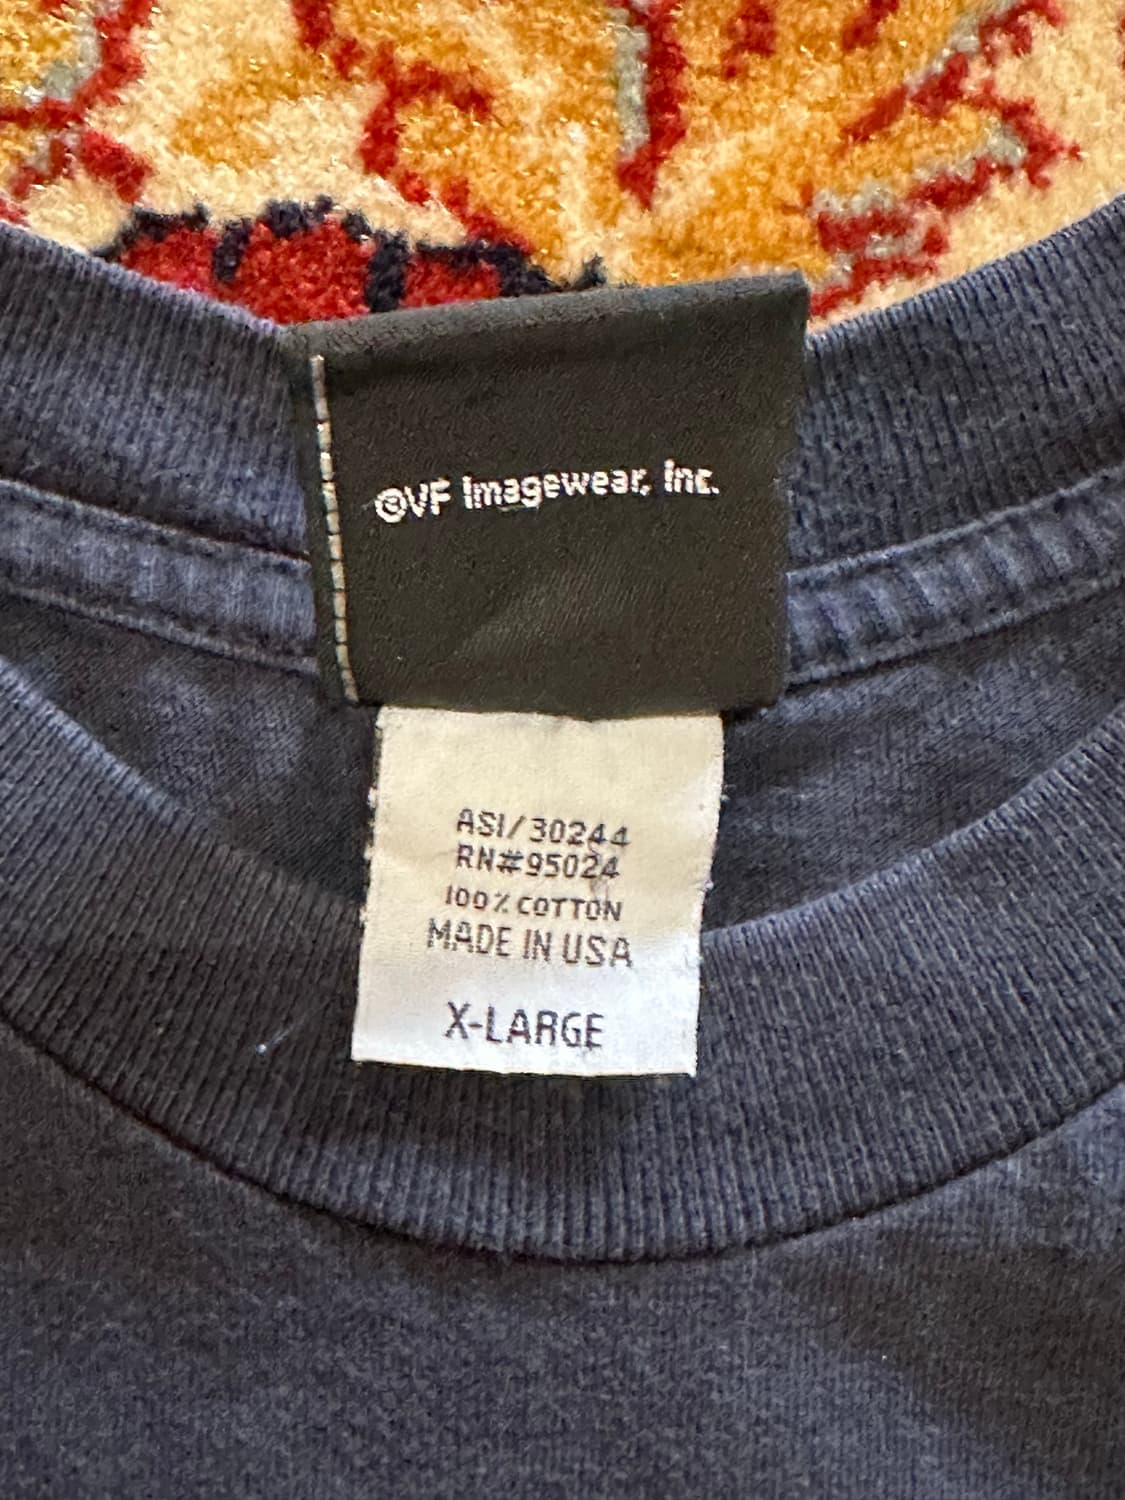 ©VF Imagewear, Inc.
ASI/30244
RN#95024
100% COTTON
MADE IN USA
X-LARGE